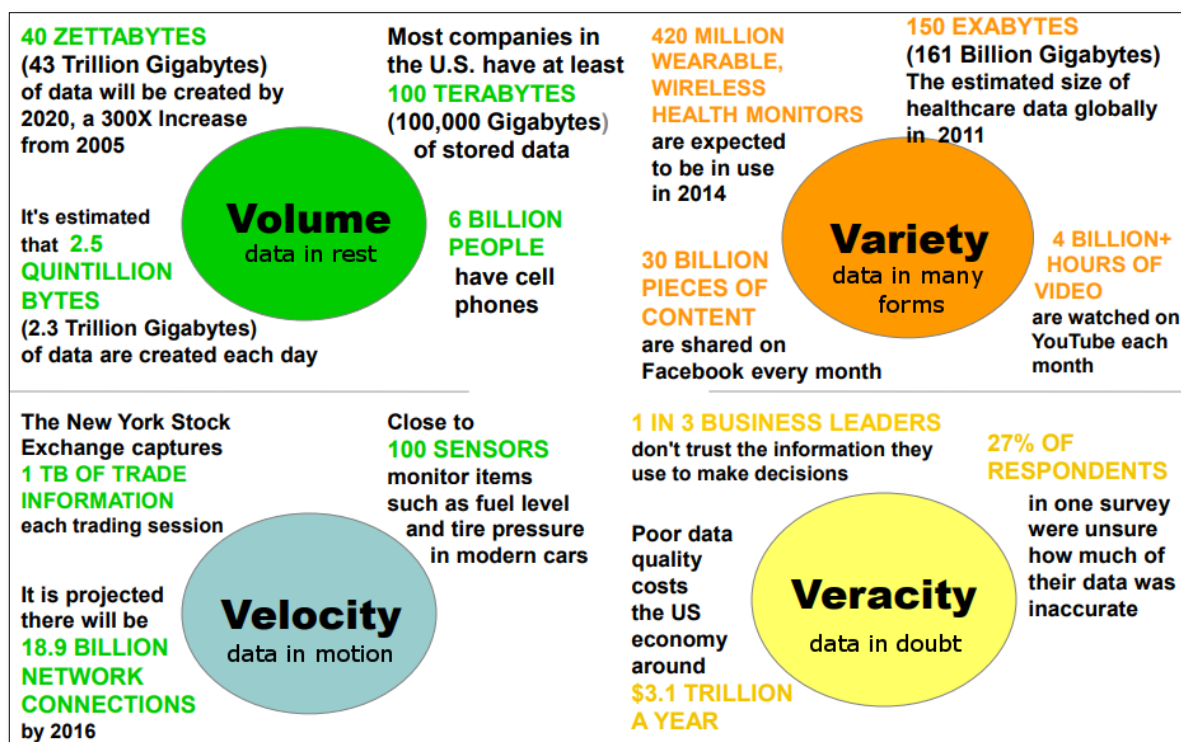 40 ZETTABYTES
(43 Trillion Gigabytes)
of data will be created by
2020, a 300X Increase
from 2005
Most companies in
the U.S. have at least
100 TERABYTES
(100,000 Gigabytes)
of stored data
Volume
data in rest
It's estimated
that 2.5
QUINTILLION
BYTES
(2.3 Trillion Gigabytes)
of data are created each day
6 BILLION
PEOPLE
have cell
phones
420 MILLION
WEARABLE,
WIRELESS
HEALTH MONITORS
are expected
to be in use
in 2014
150 EXABYTES
(161 Billion Gigabytes)
The estimated size of
healthcare data globally
in 2011
Variety
data in many
forms
30 BILLION
PIECES OF
CONTENT
are shared on
Facebook every month
4 BILLION+
HOURS OF
VIDEO
are watched on
YouTube each
month
The New York Stock
Exchange captures
1 TB OF TRADE
INFORMATION
each trading session
Close to
100 SENSORS
monitor items
such as fuel level
and tire pressure
in modern cars
Velocity
data in motion
It is projected
there will be
18.9 BILLION
NETWORK
CONNECTIONS
by 2016
1 IN 3 BUSINESS LEADERS
don't trust the information they
use to make decisions
27% OF
RESPONDENTS
in one survey
were unsure
how much of
their data was
inaccurate
Veracity
data in doubt
Poor data
quality
costs
the US
economy
around
$3.1 TRILLION
A YEAR